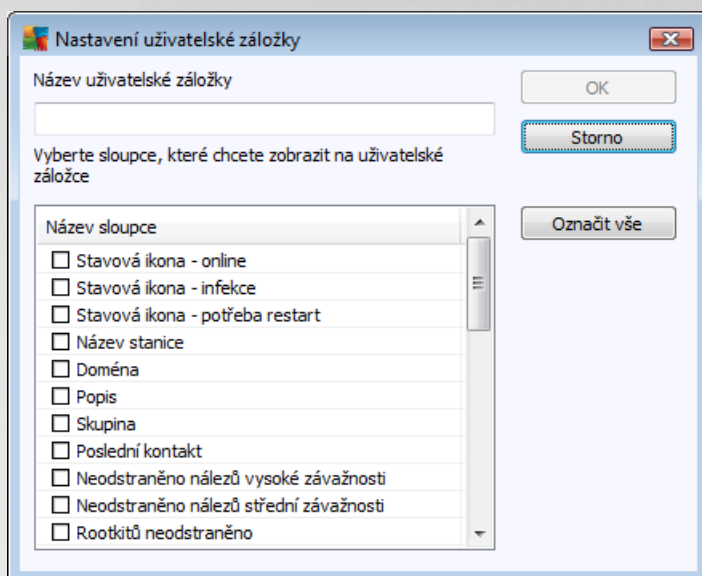 Nastavení uživatelské záložky
Název uživatelské záložky
OK
Storno
Vyberte sloupce, které chcete zobrazit na uživatelské
záložce
Označit vše
Název sloupce
Stavová ikona - online
Stavová ikona - infekce
Stavová ikona - potřeba restart
Název stanice
Doména
Popis
Skupina
Poslední kontakt
Neodstraněno nálezů vysoké závažnosti
Neodstraněno nálezů střední závažnosti
Rootkitů neodstraněno